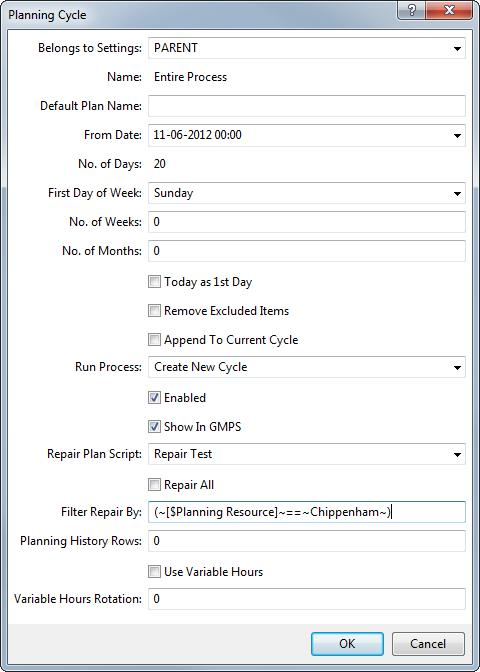 Planning Cycle
Belongs to Settings: PARENT
Name: Entire Process
Default Plan Name:
From Date: 11-06-2012 00:00
No. of Days: 20
First Day of Week: Sunday
No. of Weeks: 0
No. of Months: 0
Today as 1st Day
Remove Excluded Items
Append To Current Cycle
Run Process: Create New Cycle
Enabled
Show In GMPS
Repair Plan Script: Repair Test
Repair All
Filter Repair By: (~[$Planning Resource]~==~Chippenham~)
Planning History Rows: 0
Use Variable Hours
Variable Hours Rotation: 0
OK Cancel